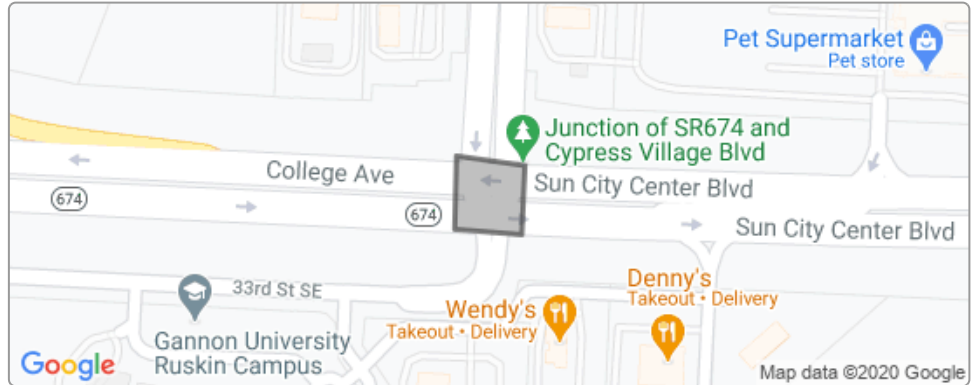 Pet Supermarket
Pet store
Junction of SR674 and
Cypress Village Blvd
College Ave
Sun City Center Blvd
674
674
Sun City Center Blvd
33rd St SE
Denny's
Takeout • Delivery
Wendy's
Takeout • Delivery
Gannon University
Ruskin Campus
Google
Map data ©2020 Google